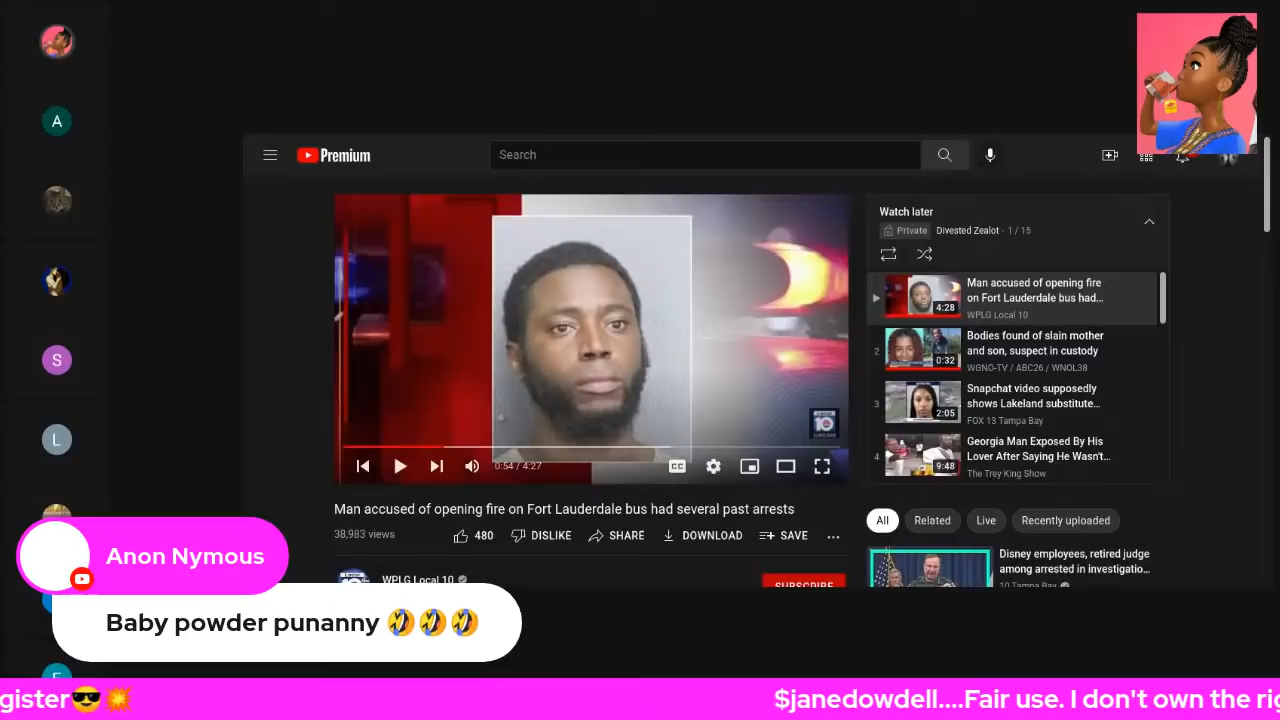 A
S
L
Premium
Search
Watch later
Private Divested Zealot - 1 / 15
4:28
Man accused of opening fire
on Fort Lauderdale bus had...
WPLG Local 10
2
0:32
Bodies found of slain mother
and son, suspect in custody
WGNO-TV / ABC26 / WNOL38
3
2:05
Snapchat video supposedly
shows Lakeland substitute...
FOX 13 Tampa Bay
4
9:48
Georgia Man Exposed By His
Lover After Saying He Wasn't...
The Trey King Show
10
CC
0:54 / 4:27
Man accused of opening fire on Fort Lauderdale bus had several past arrests
38,983 views
480
DISLIKE
SHARE
DOWNLOAD
SAVE
WPLG Local 10
SUBSCRIBE
All
Related
Live
Recently uploaded
Disney employees, retired judge
among arrested in investigatio...
10 Tampa Bay
Anon Nymous
Baby powder punanny 🤣🤣🤣
gister😎💥
$janedowdell....Fair use. I don't own the rig